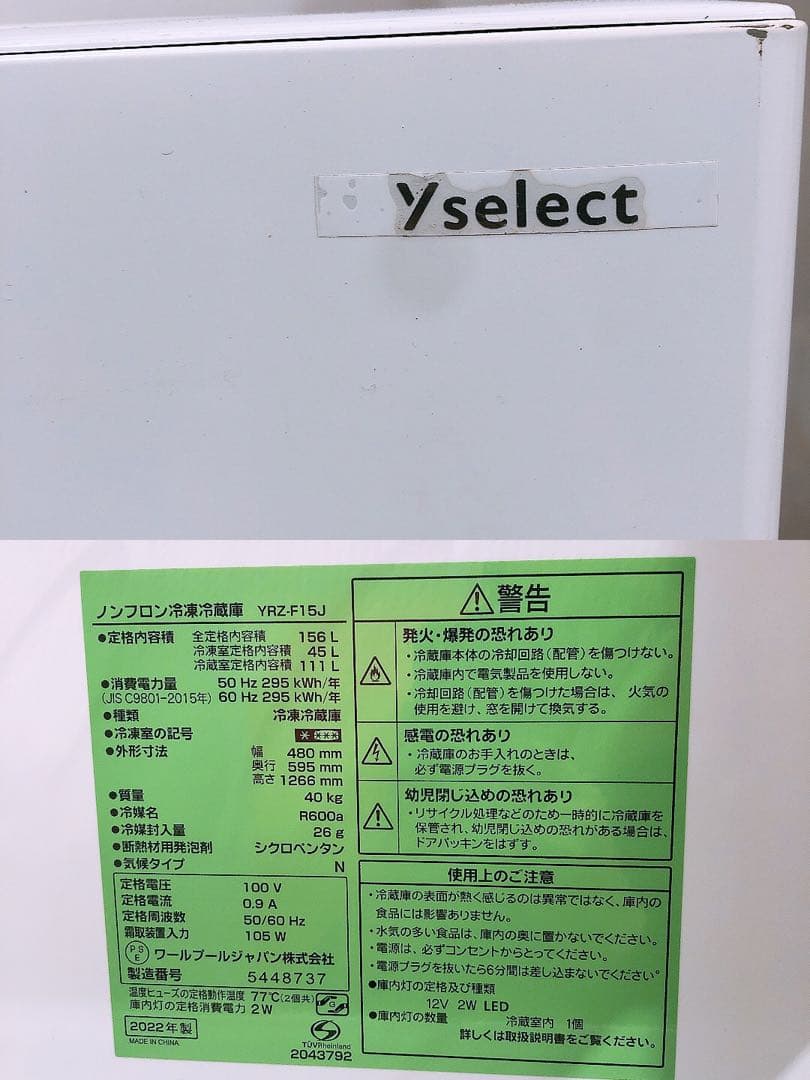 Yselect
ノンフロン冷凍冷蔵庫 YRZ-F15J
●定格内容積 全定格内容積 156 L
冷凍室定格内容積 45 L
冷蔵室定格内容積 111 L
●消費電力量 50 Hz 295 kWh/年
(JIS C9801-2015年) 60 Hz 295 kWh/年
●種類 冷凍冷蔵庫
●冷凍室の記号
●外形寸法 幅 480 mm
奥行 595 mm
高さ 1266 mm
●質量 40 kg
●冷媒名 R600a
●冷媒封入量 26 g
●断熱材用発泡剤 シクロペンタン
●気候タイプ N
定格電圧 100 V
定格電流 0.9 A
定格周波数 50/60 Hz
霜取装置入力 105 W
PSE ワールプールジャパン株式会社
製造番号 5448737
温度ヒューズの定格動作温度 77℃(2個共)
庫内灯の定格消費電力 2 W
G
2022年製
MADE IN CHINA
TÜVRheinland
2043792
警告
発火・爆発の恐れあり
・冷蔵庫本体の冷却回路(配管)を傷つけない。
・冷蔵庫内で電気製品を使用しない。
・冷却回路(配管)を傷つけた場合は、 火気の
使用を避け、窓を開けて換気する。
感電の恐れあり
・冷蔵庫のお手入れのときは、
必ず電源プラグを抜く。
幼児閉じ込めの恐れあり
・リサイクル処理などのため一時的に冷蔵庫を
保管され、幼児閉じ込めの恐れがある場合は、
ドアパッキンをはずす。
使用上のご注意
・冷蔵庫の表面が熱く感じるのは異常ではなく、庫内の
食品には影響ありません。
・水気の多い食品は、庫内の奥に置かないでください。
・電源は、必ずコンセントからとってください。
・電源プラグを抜いたら6分間は差し込まないでください。
●庫内灯の定格及び種類
12V 2W LED
●庫内灯の数量 冷蔵室内 1個
詳しくは取扱説明書をご覧ください。